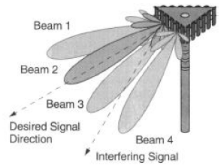 Beam 1
Beam 2
Beam 3
Desired Signal
Direction
Beam 4
Interfering Signal